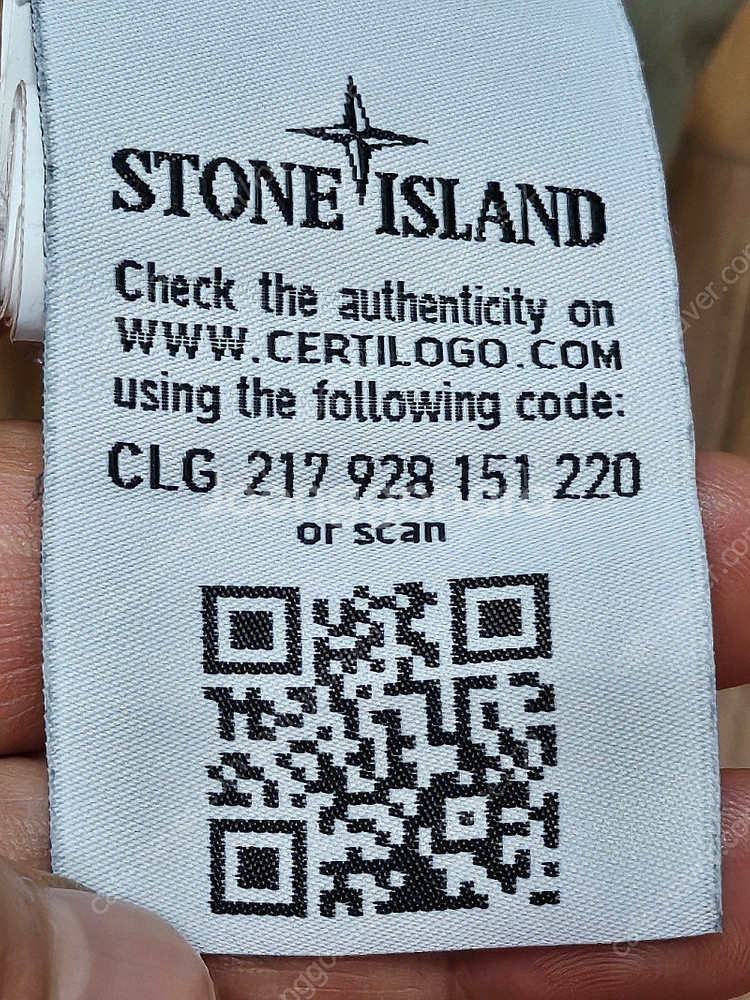 STONE ISLAND
Check the authenticity on
WWW.CERTILOGO.COM
using the following code:
CLG 217 928 151 220
or scan